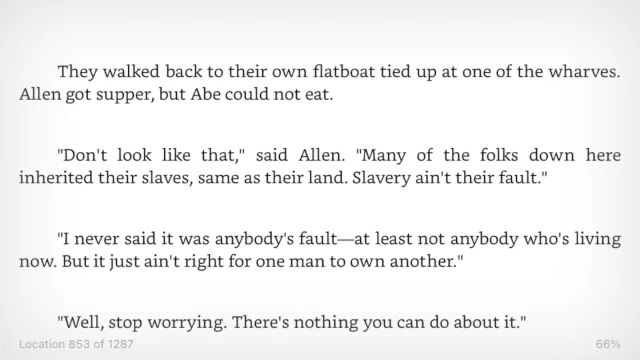 They walked back to their own flatboat tied up at one of the wharves.
Allen got supper, but Abe could not eat.
"Don't look like that," said Allen. "Many of the folks down here
inherited their slaves, same as their land. Slavery ain't their fault."
"I never said it was anybody's fault—at least not anybody who's living
now. But it just ain't right for one man to own another."
"Well, stop worrying. There's nothing you can do about it."
Location 853 of 1287
66%